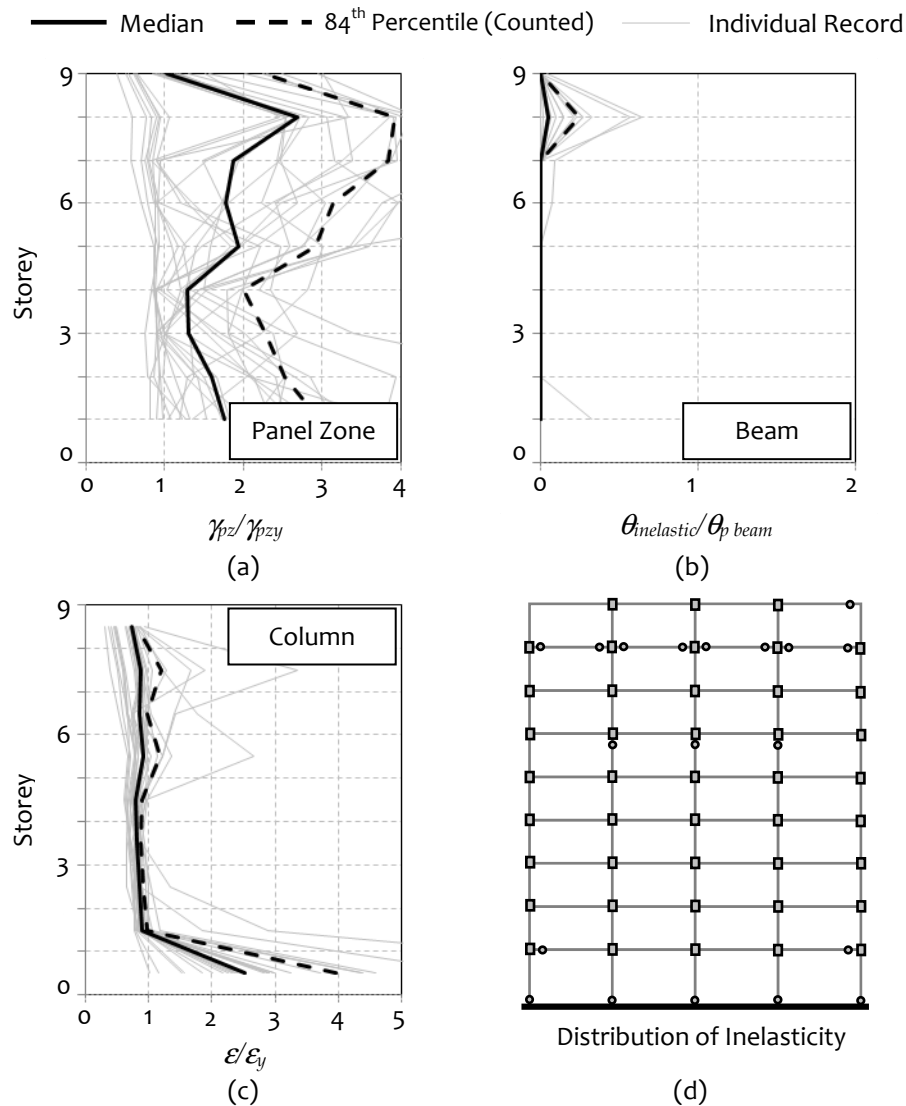 Median 84th Percentile (Counted) Individual Record
9
6
3
0
Storey
Panel Zone
0 1 2 3 4
γpz/γpzy
(a)
9
6
3
0
Beam
0 1 2
θinelastic/θp beam
(b)
9
6
3
0
Storey
Column
0 1 2 3 4 5
ε/εy
(c)
Distribution of Inelasticity
(d)